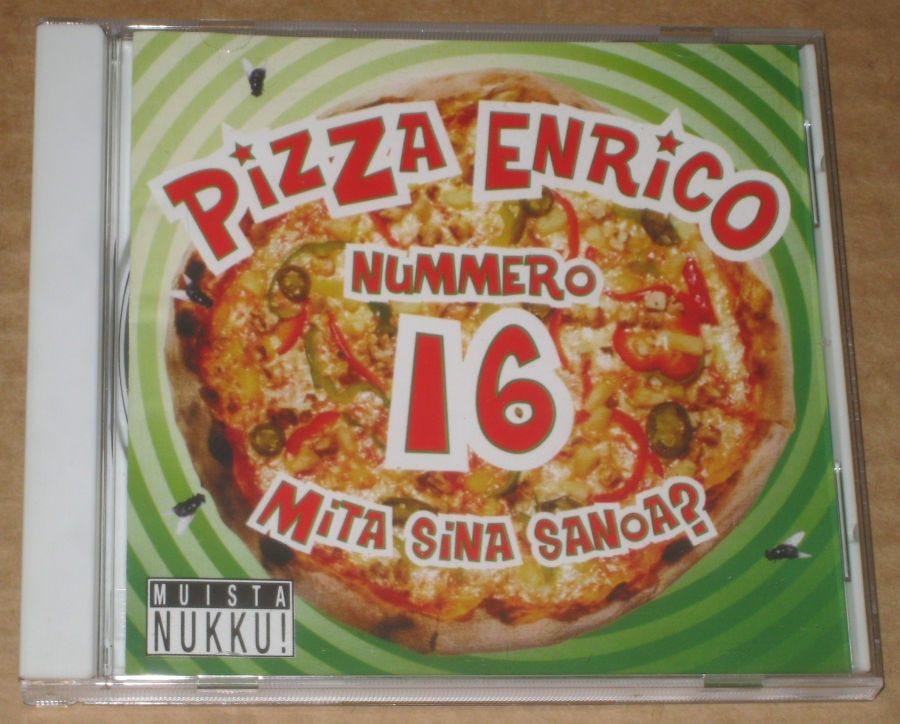 PiZZA ENRiCO
NUMMERO
16
MiTA SiNA SANOA?
MUISTA
NUKKU!